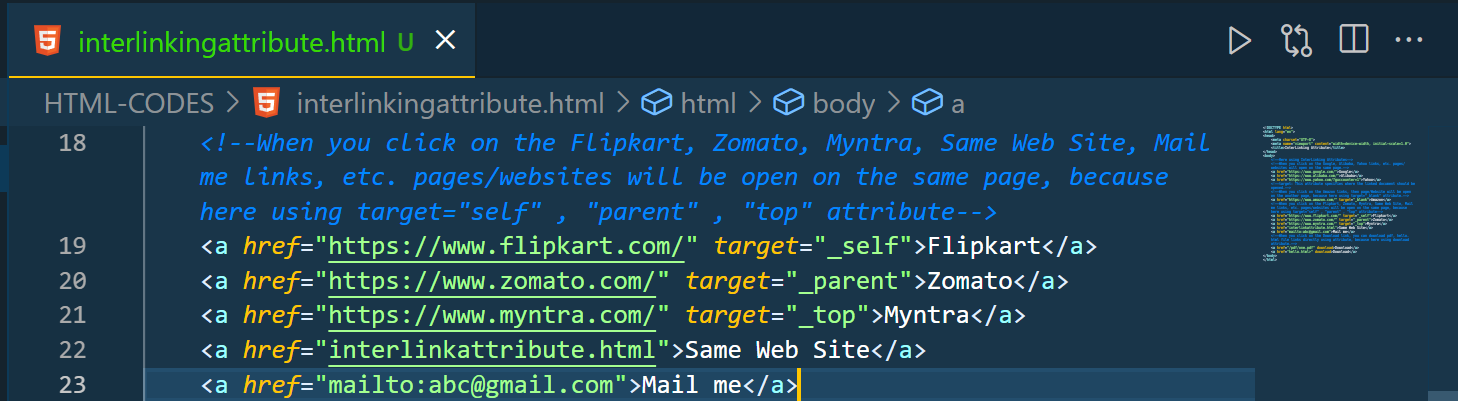 interlinkingattribute.html U
HTML-CODES > interlinkingattribute.html > html > body > a
18 <!--When you click on the Flipkart, Zomato, Myntra, Same Web Site, Mail
me links, etc. pages/websites will be open on the same page, because
here using target="self" , "parent" , "top" attribute-->
19 <a href="https://www.flipkart.com/" target="_self">Flipkart</a>
20 <a href="https://www.zomato.com/" target="_parent">Zomato</a>
21 <a href="https://www.myntra.com/" target="_top">Myntra</a>
22 <a href="interlinkattribute.html">Same Web Site</a>
23 <a href="mailto:abc@gmail.com">Mail me</a>